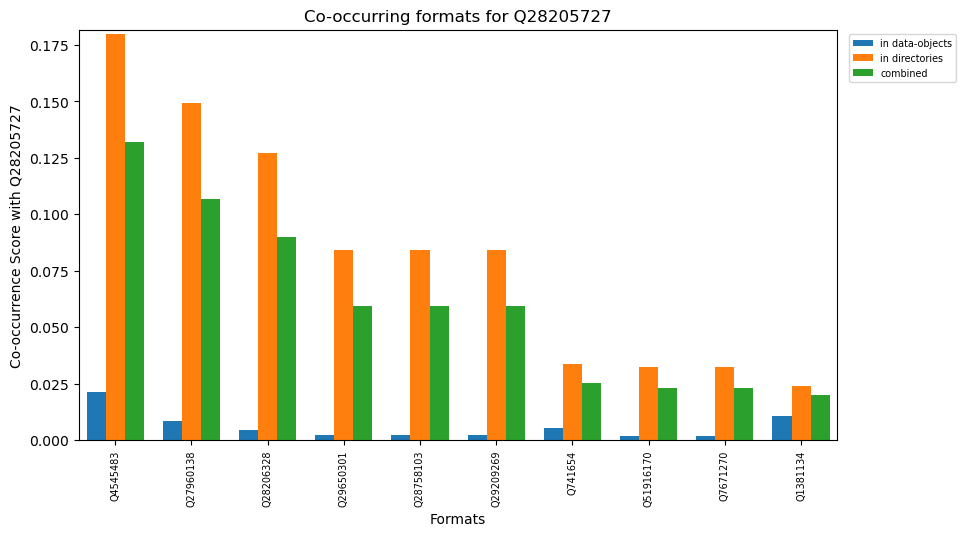 Co-occurring formats for Q28205727
in data-objects
in directories
combined
Co-occurrence Score with Q28205727
0.175
0.150
0.125
0.100
0.075
0.050
0.025
0.000
Q4545483
Q27960138
Q28206328
Q29650301
Q28758103
Q29209269
Q741654
Q51916170
Q7671270
Q1381134
Formats